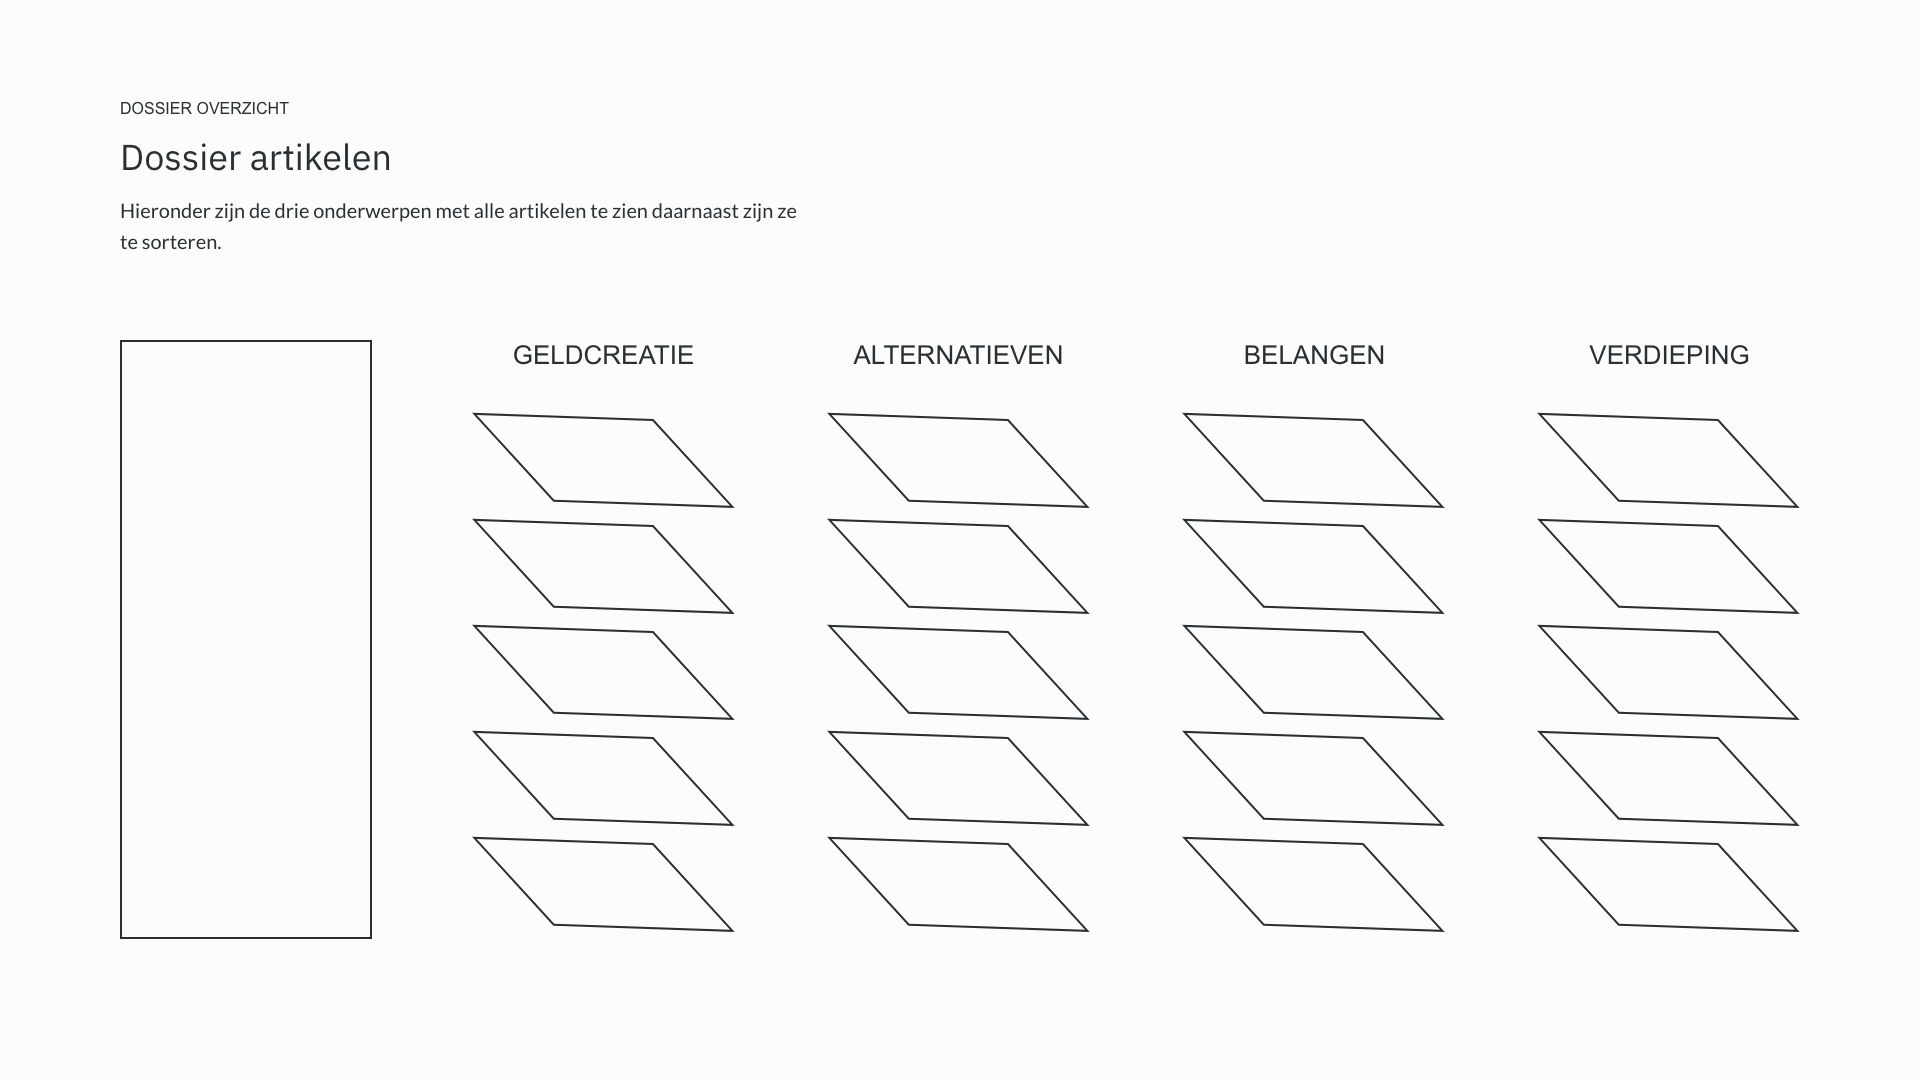 DOSSIER OVERZICHT
Dossier artikelen
Hieronder zijn de drie onderwerpen met alle artikelen te zien daarnaast zijn ze
te sorteren.
GELDCREATIE
ALTERNATIEVEN
BELANGEN
VERDIEPING